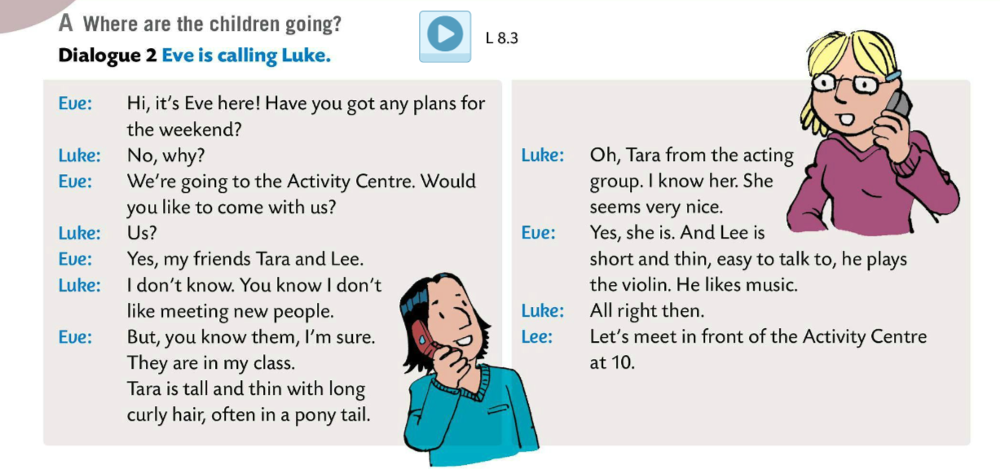 A Where are the children going?
L 8.3
Dialogue 2 Eve is calling Luke.
Eve: Hi, it's Eve here! Have you got any plans for
the weekend?
Luke: No, why?
Eve: We're going to the Activity Centre. Would
you like to come with us?
Luke: Us?
Eve: Yes, my friends Tara and Lee.
Luke: I don't know. You know I don't
like meeting new people.
Eve: But, you know them, I'm sure.
They are in my class.
Tara is tall and thin with long
curly hair, often in a pony tail.
Luke: Oh, Tara from the acting
group. I know her. She
seems very nice.
Eve: Yes, she is. And Lee is
short and thin, easy to talk to, he plays
the violin. He likes music.
Luke: All right then.
Lee: Let's meet in front of the Activity Centre
at 10.